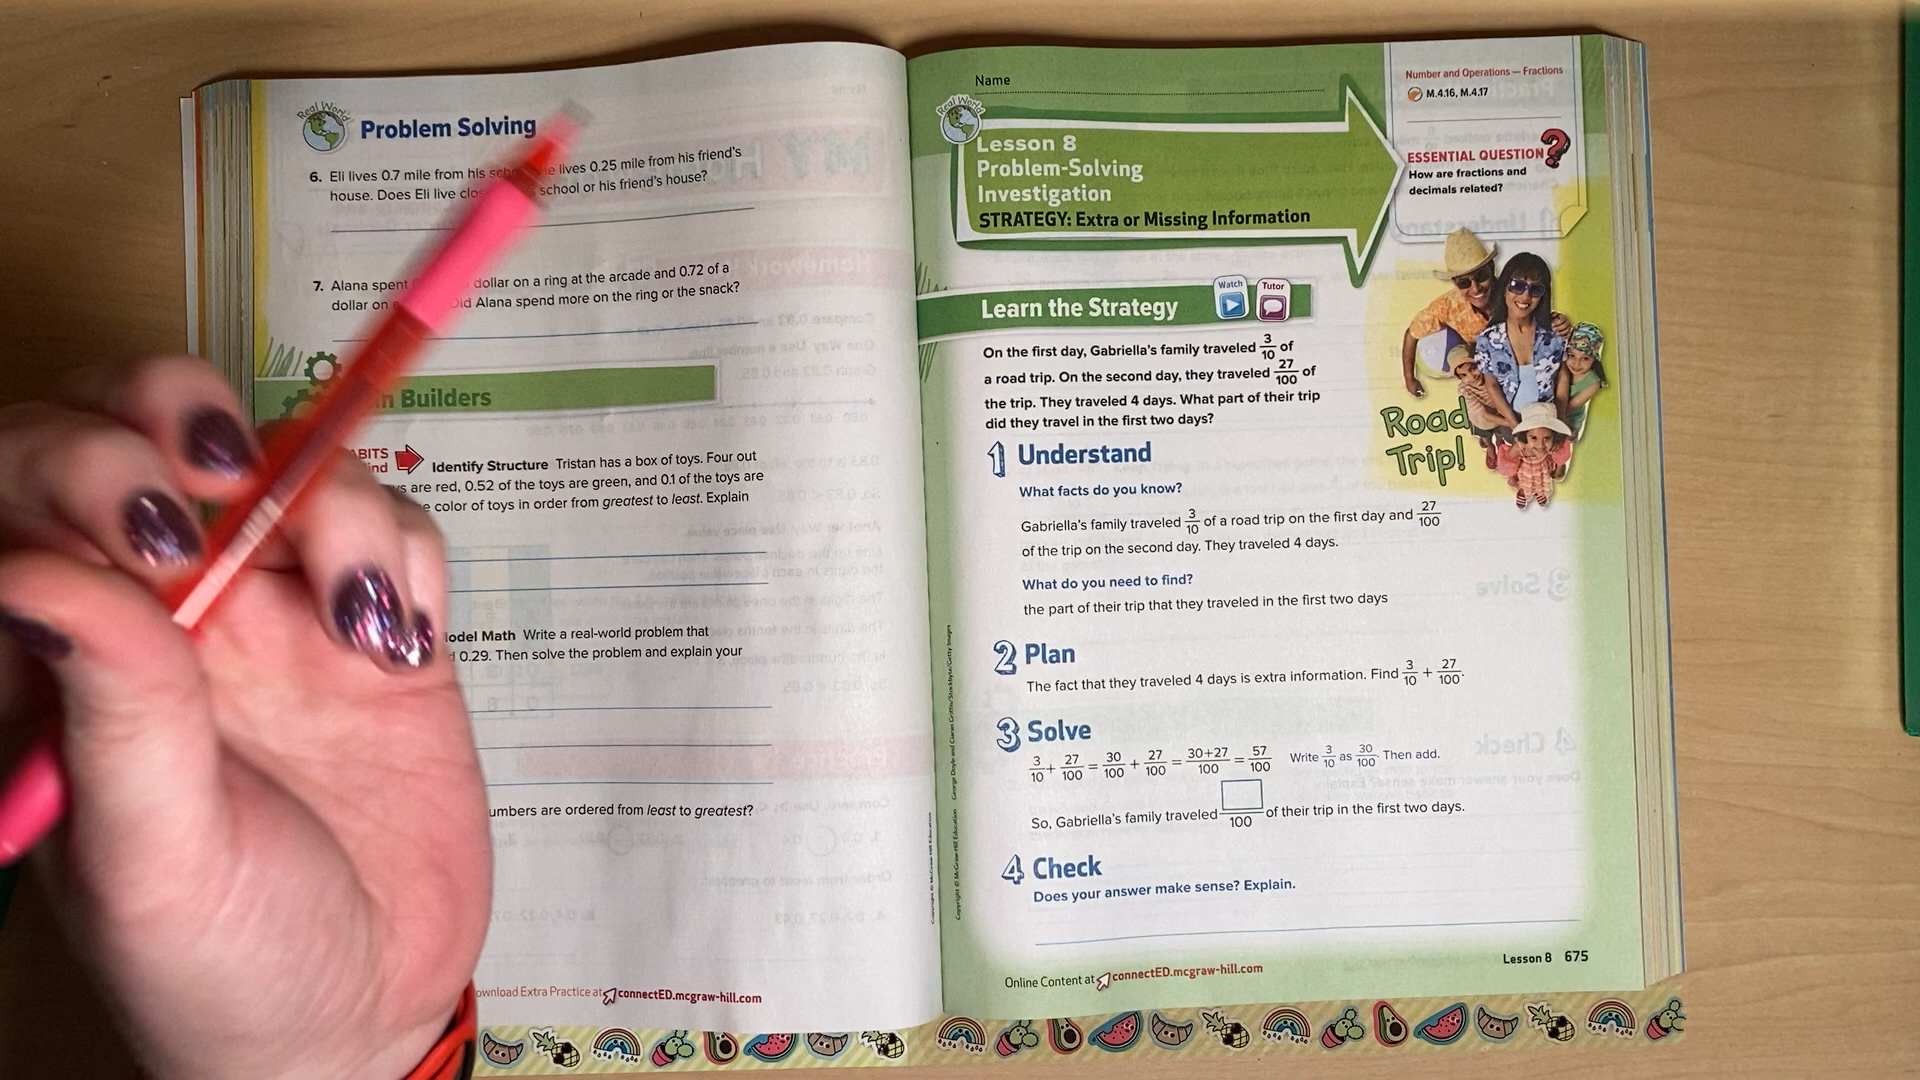 Real World
Problem Solving
6. Eli lives 0.7 mile from his lives 0.25 mile from his friend's
house. Does Eli live school or his friend's house?
7. Alana spent dollar on a ring at the arcade and 0.72 of a
dollar on Alana spend more on the ring or the snack?
Builders
Identify Structure Tristan has a box of toys. Four out
are red, 0.52 of the toys are green, and 0.1 of the toys are
color of toys in order from greatest to least. Explain
Model Math Write a real-world problem that
0.29. Then solve the problem and explain your
numbers are ordered from least to greatest?
Download Extra Practice at connectED.mcgraw-hill.com
Copyright © McGraw-Hill Education
Name
Number and Operations — Fractions
M.4.16, M.4.17
Real World
Lesson 8
Problem-Solving
Investigation
STRATEGY: Extra or Missing Information
ESSENTIAL QUESTION ?
How are fractions and
decimals related?
Learn the Strategy
Watch Tutor
On the first day, Gabriella's family traveled 3/10 of
a road trip. On the second day, they traveled 27/100 of
the trip. They traveled 4 days. What part of their trip
did they travel in the first two days?
Road
Trip!
1 Understand
What facts do you know?
Gabriella's family traveled 3/10 of a road trip on the first day and 27/100
of the trip on the second day. They traveled 4 days.
What do you need to find?
the part of their trip that they traveled in the first two days
2 Plan
The fact that they traveled 4 days is extra information. Find 3/10 + 27/100.
3 Solve
3/10 + 27/100 = 30/100 + 27/100 = 30+27/100 = 57/100 Write 3/10 as 30/100. Then add.
So, Gabriella's family traveled /100 of their trip in the first two days.
4 Check
Does your answer make sense? Explain.
Online Content at connectED.mcgraw-hill.com
Lesson 8 675